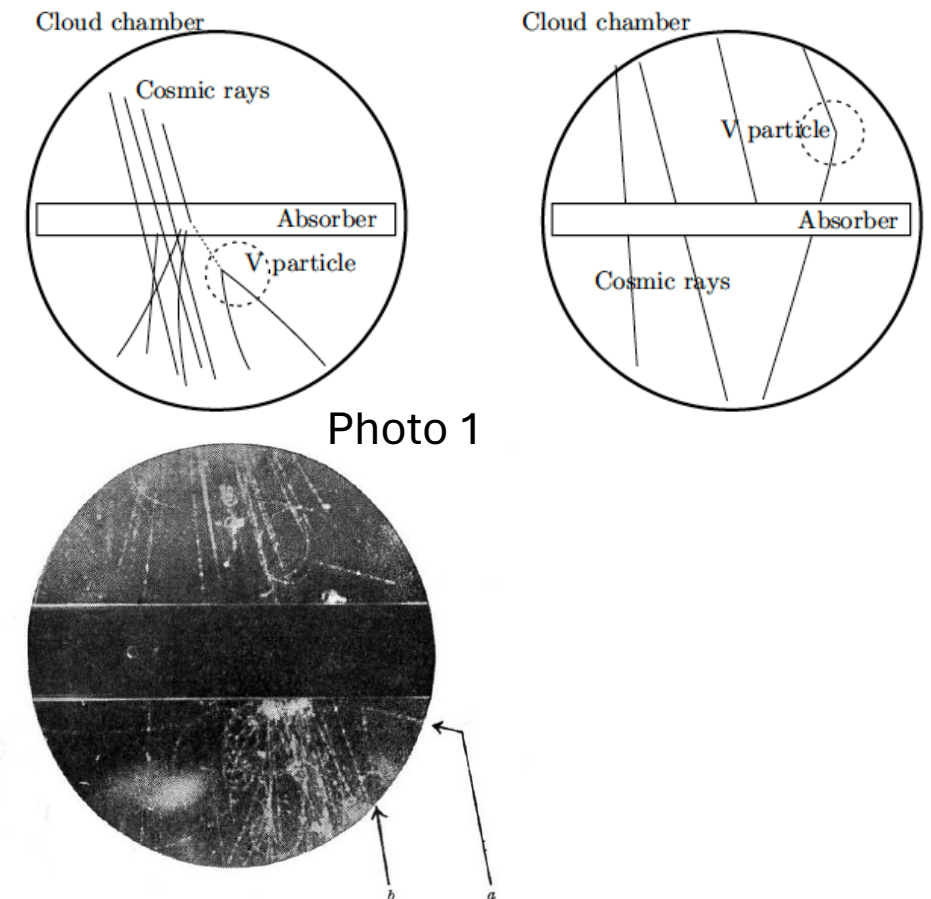 Cloud chamber
Cosmic rays
Absorber
V particle
Cloud chamber
V particle
Absorber
Cosmic rays
Photo 1
b
a